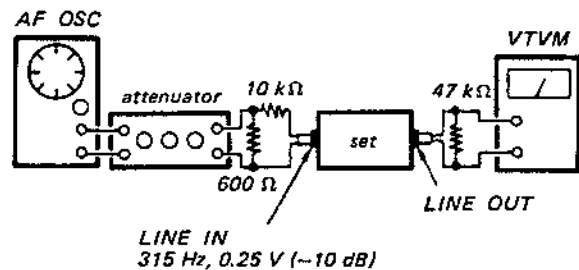 AF OSC
VTVM
10 kΩ
47 kΩ
attenuator
set
600 Ω
LINE OUT
LINE IN
315 Hz, 0.25 V (−10 dB)